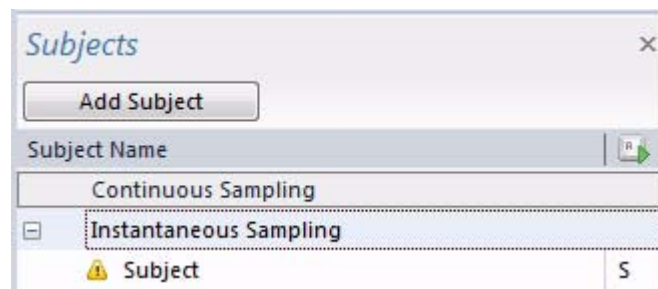 Subjects
Add Subject
Subject Name
Continuous Sampling
Instantaneous Sampling
Subject S